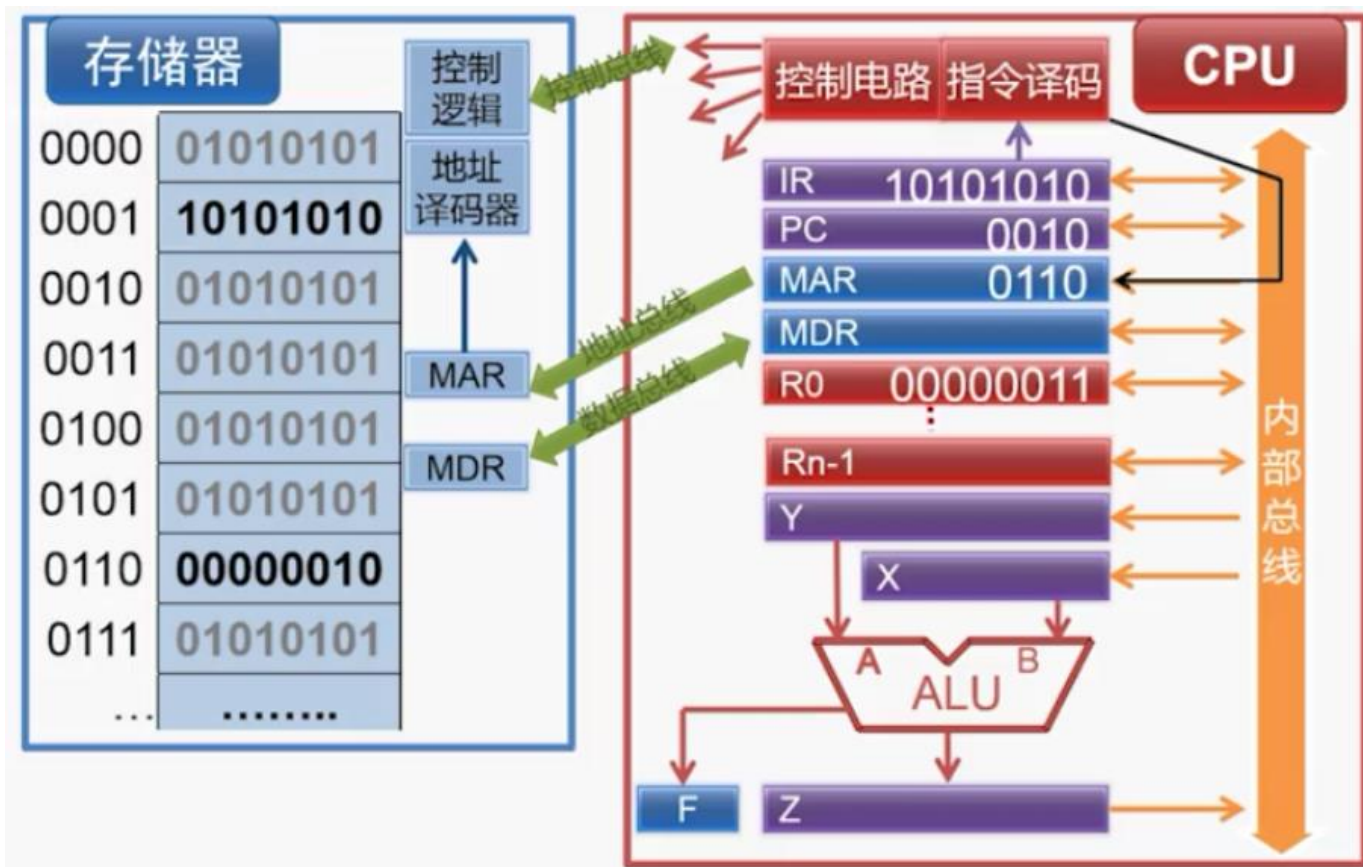 存储器
控制
逻辑
地址
译码器
0000 01010101
0001 10101010
0010 01010101
0011 01010101
0100 01010101
0101 01010101
0110 00000010
0111 01010101
... .........
MAR
MDR
控制总线
地址总线
数据总线
CPU
控制电路 指令译码
IR 10101010
PC 0010
MAR 0110
MDR
R0 00000011
Rn-1
Y
X
A B
ALU
F
Z
内部总线